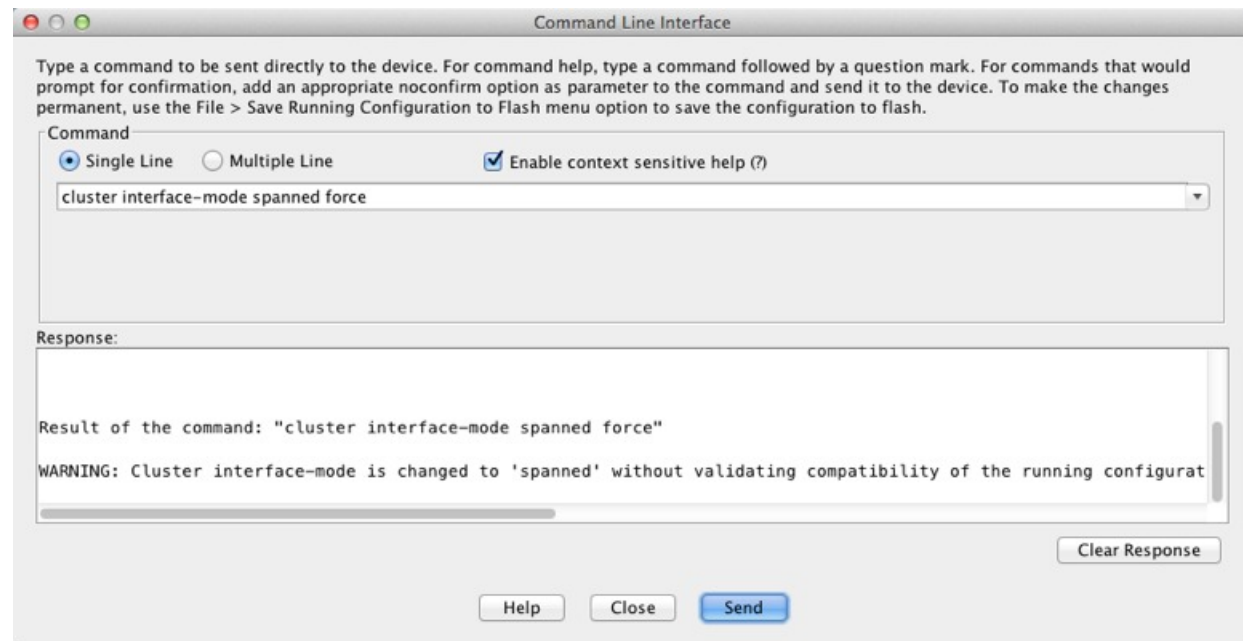 Command Line Interface
Type a command to be sent directly to the device. For command help, type a command followed by a question mark. For commands that would
prompt for confirmation, add an appropriate noconfirm option as parameter to the command and send it to the device. To make the changes
permanent, use the File > Save Running Configuration to Flash menu option to save the configuration to flash.
Command
Single Line Multiple Line Enable context sensitive help (?)
cluster interface-mode spanned force
Response:
Result of the command: "cluster interface-mode spanned force"
WARNING: Cluster interface-mode is changed to 'spanned' without validating compatibility of the running configurat
Clear Response
Help Close Send